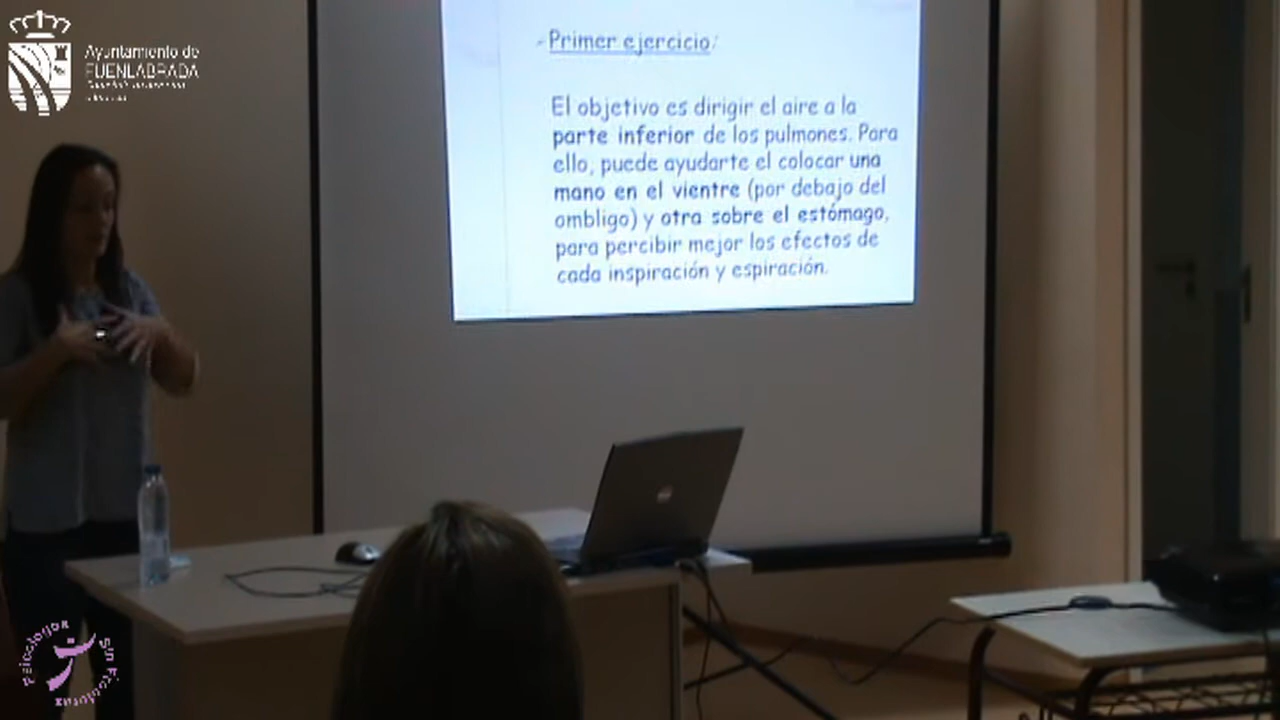 Ayuntamiento de
FUENLABRADA
- Primer ejercicio:
El objetivo es dirigir el aire a la
parte inferior de los pulmones. Para
ello, puede ayudarte el colocar una
mano en el vientre (por debajo del
ombligo) y otra sobre el estómago,
para percibir mejor los efectos de
cada inspiración y espiración.
Psicólogos Sin Fronteras